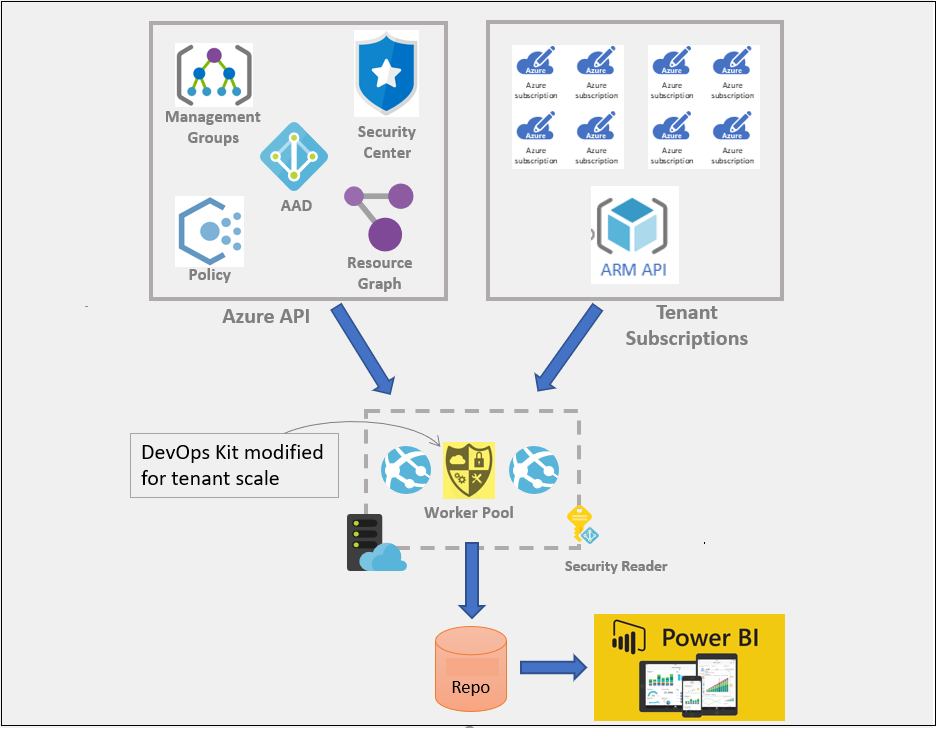 Management
Groups
Security
Center
AAD
Policy
Resource
Graph
Azure API
Azure
Azure
subscription
Azure
Azure
subscription
Azure
Azure
subscription
Azure
Azure
subscription
Azure
Azure
subscription
Azure
Azure
subscription
Azure
Azure
subscription
Azure
Azure
subscription
ARM API
Tenant
Subscriptions
DevOps Kit modified
for tenant scale
Worker Pool
Security Reader
Repo
Power BI